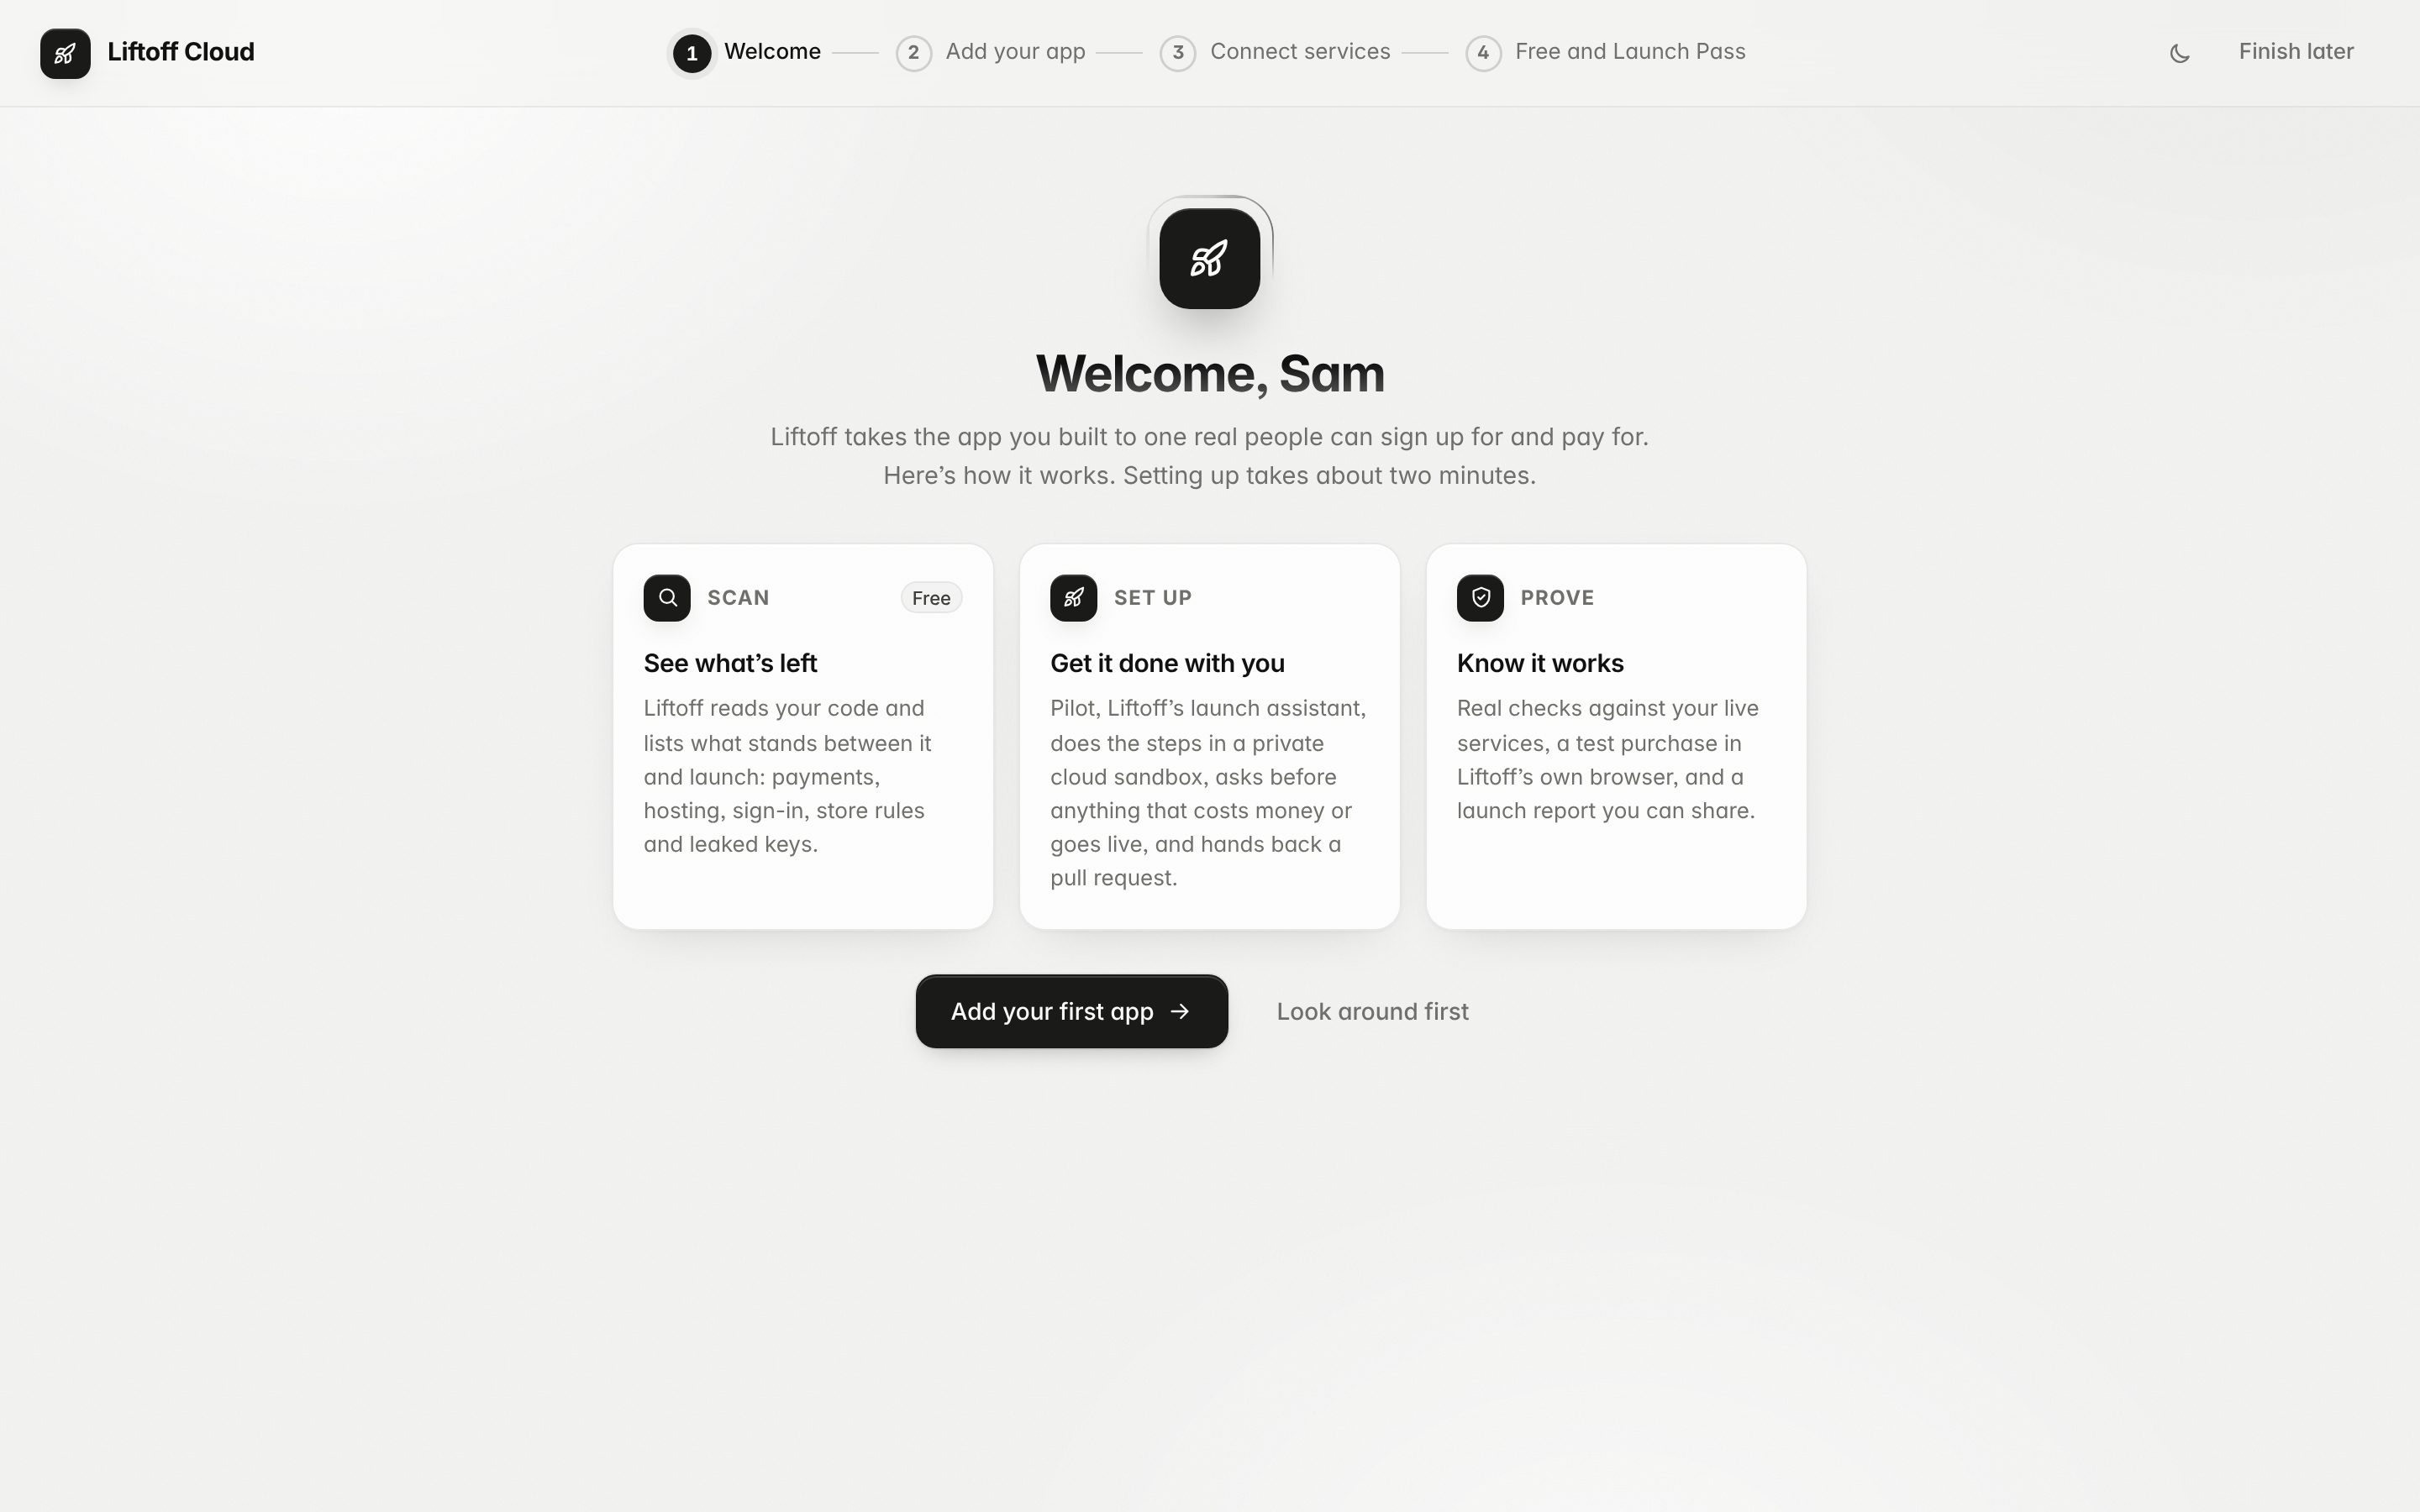 Liftoff Cloud
1 Welcome
2 Add your app
3 Connect services
4 Free and Launch Pass
Finish later
Welcome, Sam
Liftoff takes the app you built to one real people can sign up for and pay for.
Here’s how it works. Setting up takes about two minutes.
SCAN
Free
See what’s left
Liftoff reads your code and
lists what stands between it
and launch: payments,
hosting, sign-in, store rules
and leaked keys.
SET UP
Get it done with you
Pilot, Liftoff’s launch assistant,
does the steps in a private
cloud sandbox, asks before
anything that costs money or
goes live, and hands back a
pull request.
PROVE
Know it works
Real checks against your live
services, a test purchase in
Liftoff’s own browser, and a
launch report you can share.
Add your first app →
Look around first